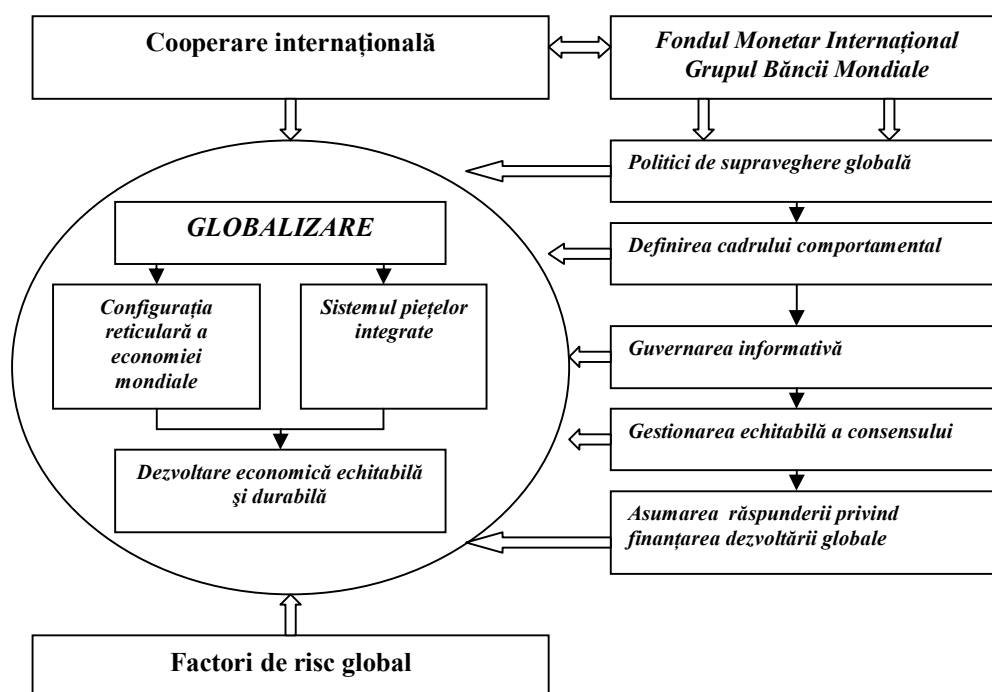 Cooperare internațională
Fondul Monetar Internațional
Grupul Băncii Mondiale
Politici de supraveghere globală
GLOBALIZARE
Definirea cadrului comportamental
Configurația
reticulară a
economiei
mondiale
Sistemul piețelor
integrate
Guvernarea informativă
Gestionarea echitabilă a consensului
Dezvoltare economică echitabilă
şi durabilă
Asumarea răspunderii privind
finanțarea dezvoltării globale
Factori de risc global